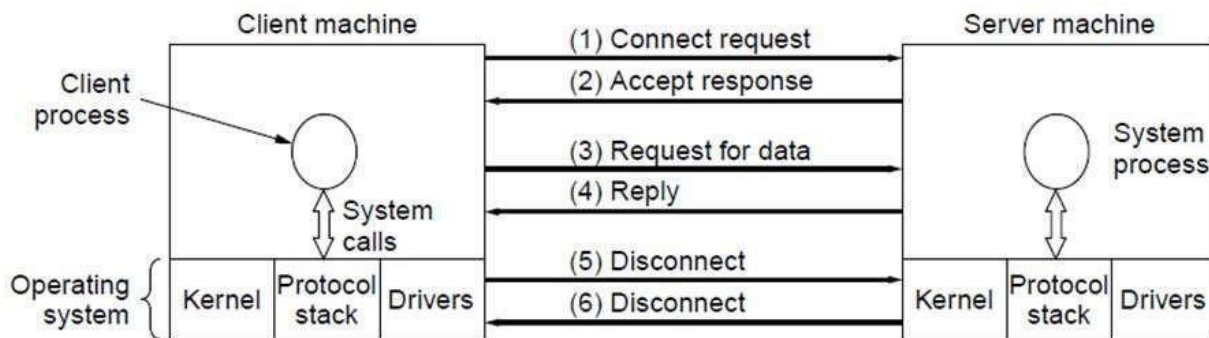 Client machine
Server machine
(1) Connect request
(2) Accept response
Client
process
(3) Request for data
System
process
(4) Reply
System
calls
(5) Disconnect
Operating
system
Kernel
Protocol
stack
Drivers
(6) Disconnect
Kernel
Protocol
stack
Drivers